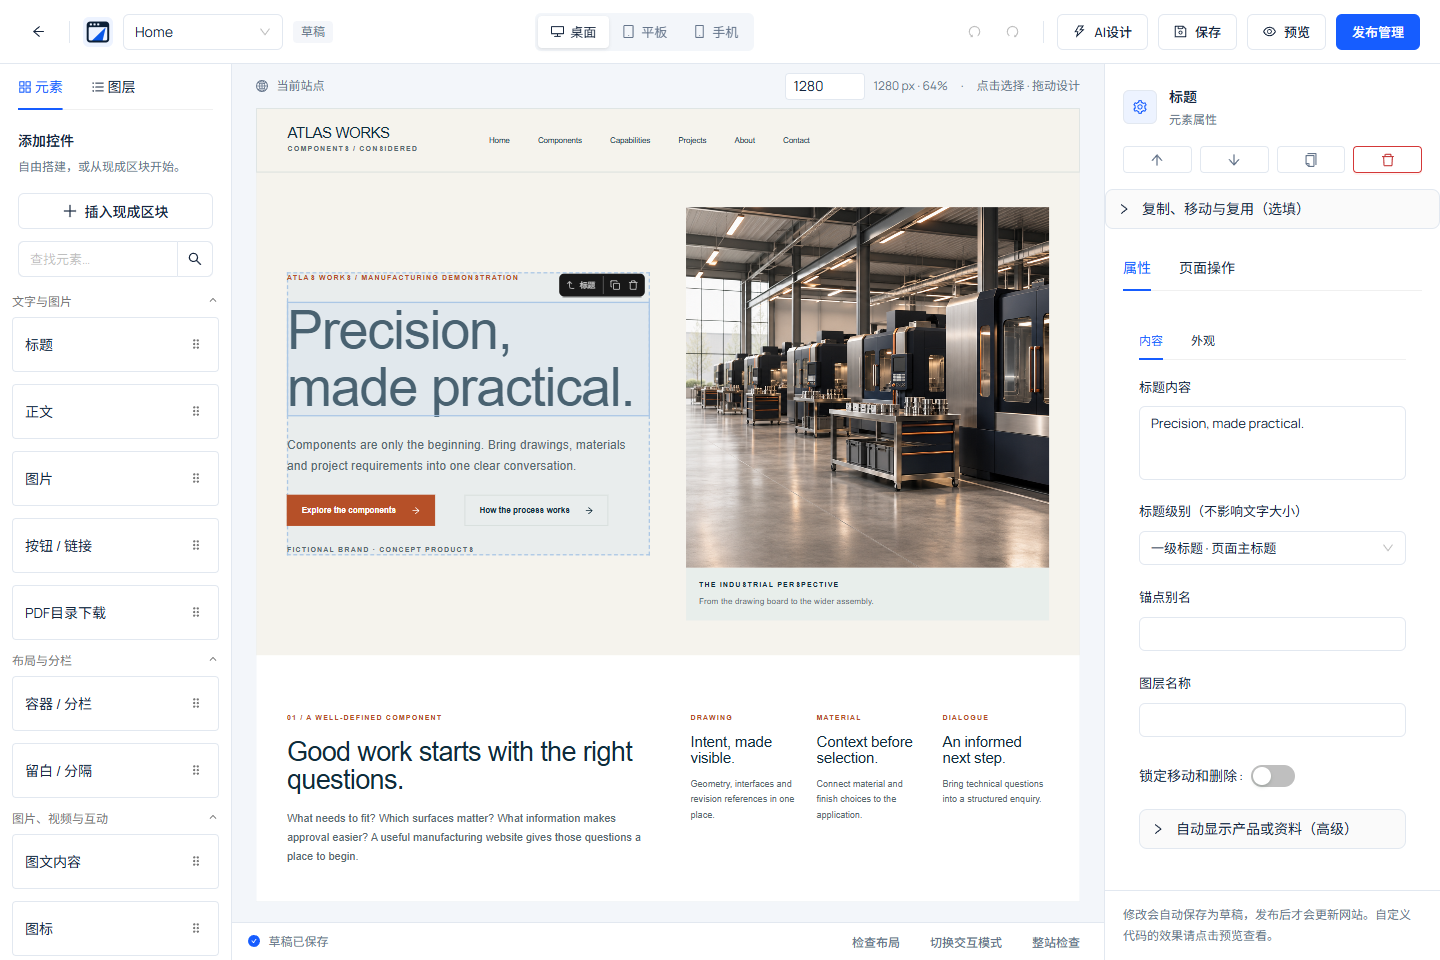 Home
草稿
桌面
平板
手机
AI设计
保存
预览
发布管理
元素
图层
添加控件
自由搭建，或从现成区块开始。
插入现成区块
查找元素...
文字与图片
标题
正文
图片
按钮 / 链接
PDF目录下载
布局与分栏
容器 / 分栏
留白 / 分隔
图片、视频与互动
图文内容
图标
当前站点
1280
1280 px · 64%
·
点击选择 · 拖动设计
ATLAS WORKS
COMPONENTS / CONSIDERED
Home
Components
Capabilities
Projects
About
Contact
ATLAS WORKS / MANUFACTURING DEMONSTRATION
标题
Precision,
made practical.
Components are only the beginning. Bring drawings, materials
and project requirements into one clear conversation.
Explore the components
How the process works
FICTIONAL BRAND · CONCEPT PRODUCTS
THE INDUSTRIAL PERSPECTIVE
From the drawing board to the wider assembly.
01 / A WELL-DEFINED COMPONENT
Good work starts with the right
questions.
What needs to fit? Which surfaces matter? What information makes
approval easier? A useful manufacturing website gives those questions a
place to begin.
DRAWING
Intent, made
visible.
Geometry, interfaces and
revision references in one
place.
MATERIAL
Context before
selection.
Connect material and
finish choices to the
application.
DIALOGUE
An informed
next step.
Bring technical questions
into a structured enquiry.
草稿已保存
检查布局
切换交互模式
整站检查
标题
元素属性
复制、移动与复用（选填）
属性
页面操作
内容
外观
标题内容
Precision, made practical.
标题级别（不影响文字大小）
一级标题 · 页面主标题
锚点别名
图层名称
锁定移动和删除 :
自动显示产品或资料（高级）
修改会自动保存为草稿，发布后才会更新网站。自定义
代码的效果请点击预览查看。